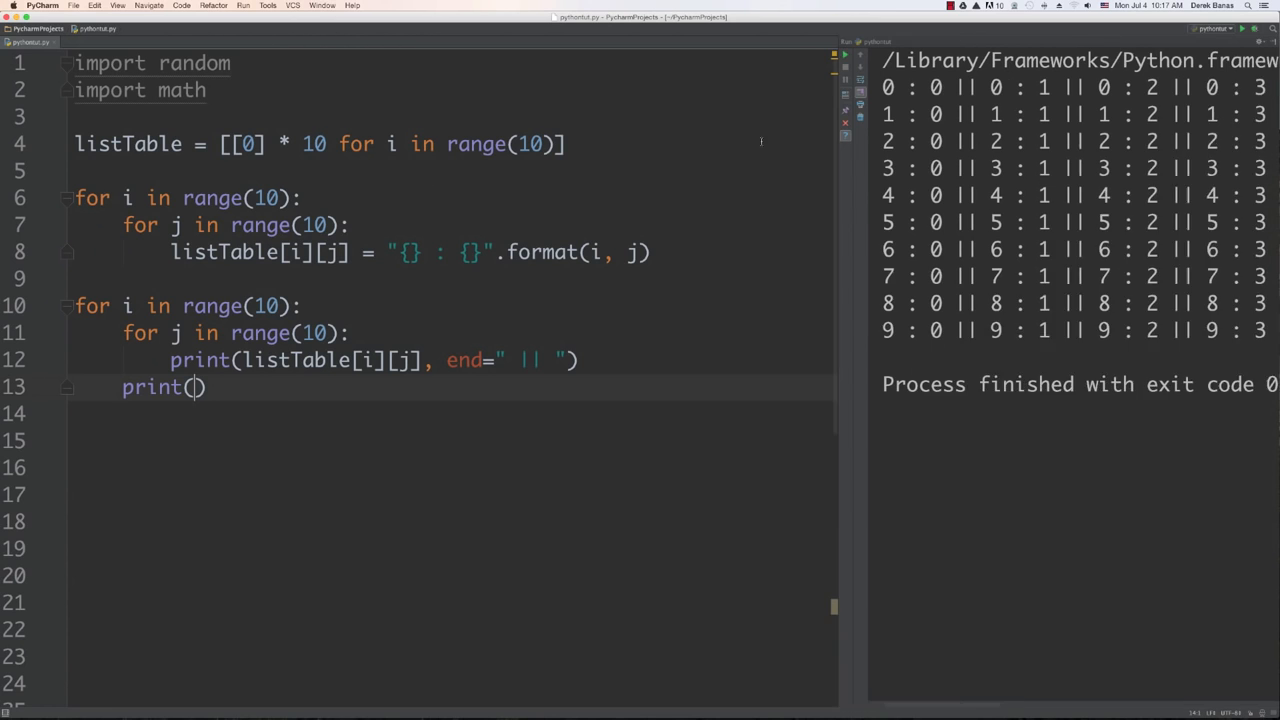 PyCharm File Edit View Navigate Code Refactor Run Tools VCS Window Help 10 Mon Jul 4 10:17 AM Derek Banas
pythontut.py - PycharmProjects - [~/PycharmProjects]
PycharmProjects pythontut.py pythontut
pythontut.py
Run pythontut
1 import random
2 import math
3
4 listTable = [[0] * 10 for i in range(10)]
5
6 for i in range(10):
7 for j in range(10):
8 listTable[i][j] = "{} : {}".format(i, j)
9
10 for i in range(10):
11 for j in range(10):
12 print(listTable[i][j], end=" || ")
13 print()
14
15
16
17
18
19
20
21
22
23
24
25
/Library/Frameworks/Python.framew
0 : 0 || 0 : 1 || 0 : 2 || 0 : 3
1 : 0 || 1 : 1 || 1 : 2 || 1 : 3
2 : 0 || 2 : 1 || 2 : 2 || 2 : 3
3 : 0 || 3 : 1 || 3 : 2 || 3 : 3
4 : 0 || 4 : 1 || 4 : 2 || 4 : 3
5 : 0 || 5 : 1 || 5 : 2 || 5 : 3
6 : 0 || 6 : 1 || 6 : 2 || 6 : 3
7 : 0 || 7 : 1 || 7 : 2 || 7 : 3
8 : 0 || 8 : 1 || 8 : 2 || 8 : 3
9 : 0 || 9 : 1 || 9 : 2 || 9 : 3
Process finished with exit code 0
14:1 LF÷ UTF-8÷